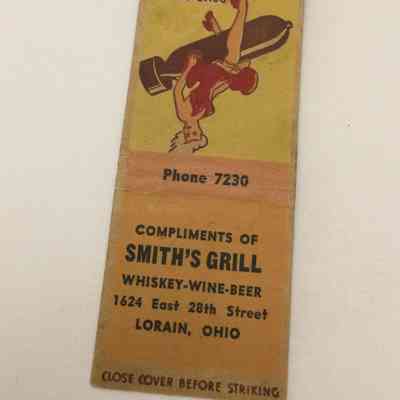 Phone 7230
COMPLIMENTS OF
SMITH'S GRILL
WHISKEY-WINE-BEER
1624 East 28th Street
LORAIN, OHIO
CLOSE COVER BEFORE STRIKING